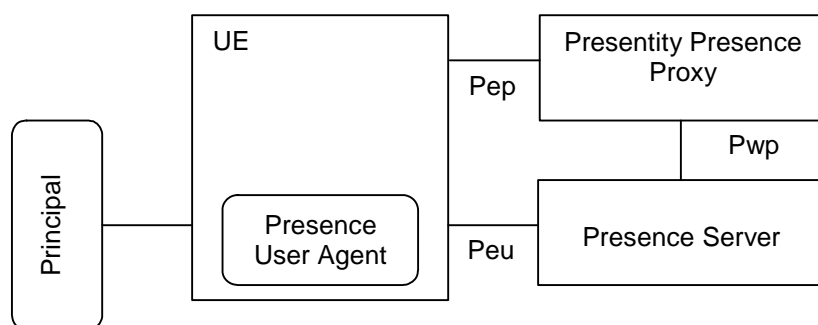 UE
Presentity Presence
Proxy
Pep
Pwp
Principal
Presence
User Agent
Peu
Presence Server